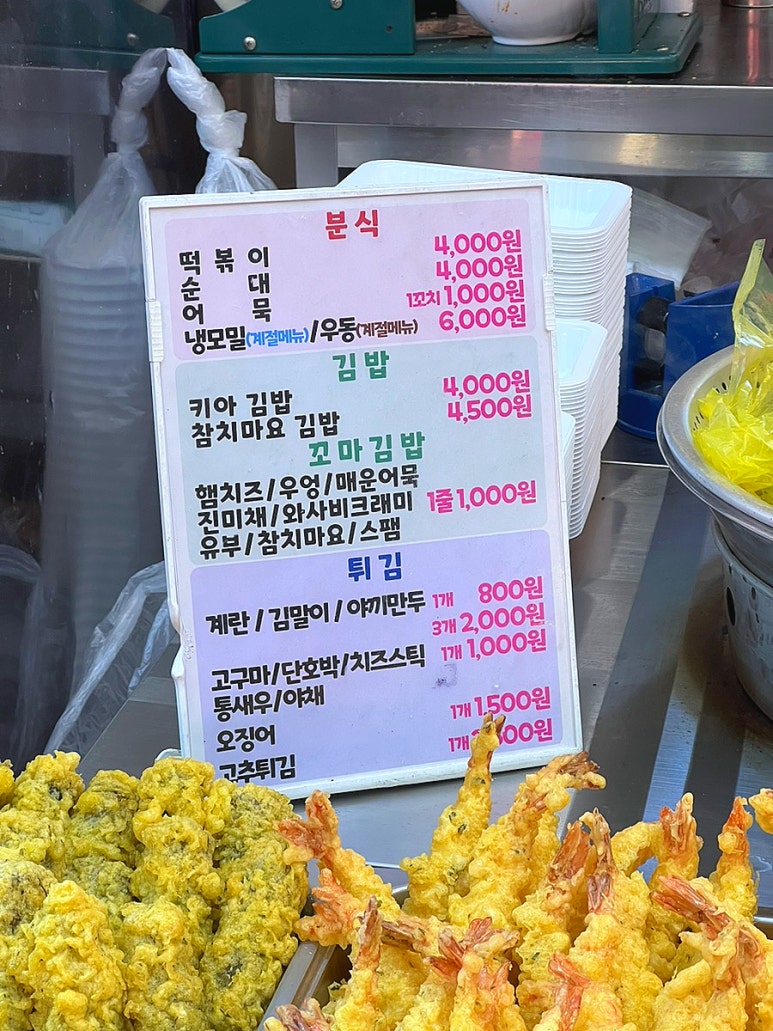 분식
떡볶이 4,000원
순대 4,000원
어묵 1꼬치 1,000원
냉모밀(계절메뉴)/우동(계절메뉴) 6,000원
김밥
키아 김밥 4,000원
참치마요 김밥 4,500원
꼬마김밥
햄치즈/우엉/매운어묵
진미채/와사비크래미 1줄 1,000원
유부/참치마요/스팸
튀김
계란/김말이/야끼만두 1개 800원
3개 2,000원
고구마/단호박/치즈스틱 1개 1,000원
통새우/야채
오징어 1개 1,500원
고추튀김 1개